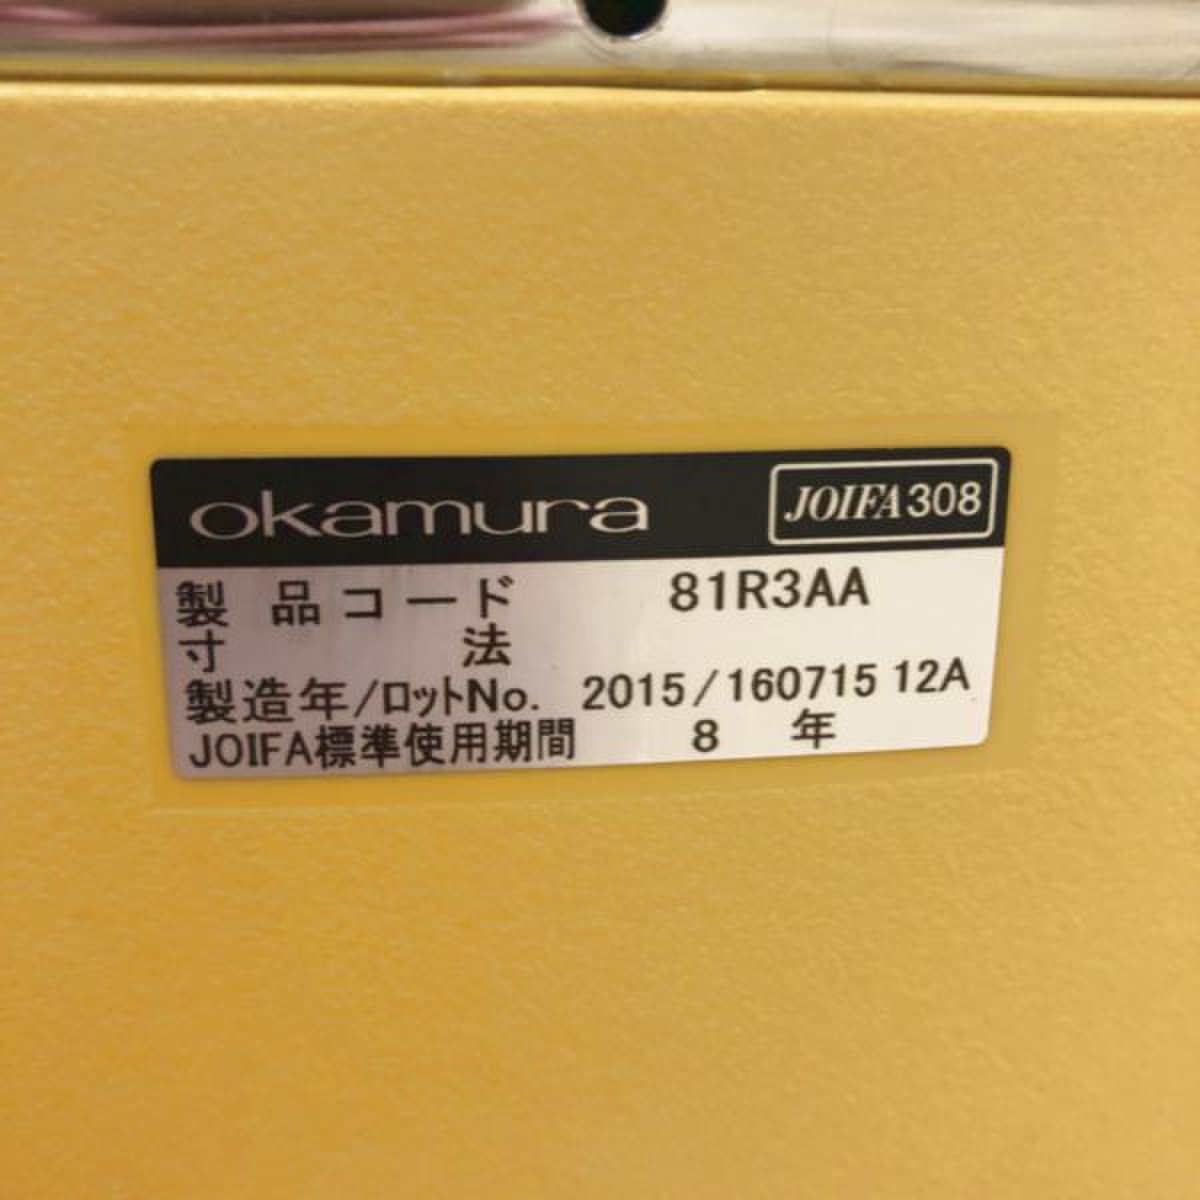 okamura JOIFA308
製品コード 81R3AA
寸法
製造年/ロットNo. 2015/160715 12A
JOIFA標準使用期間 8 年